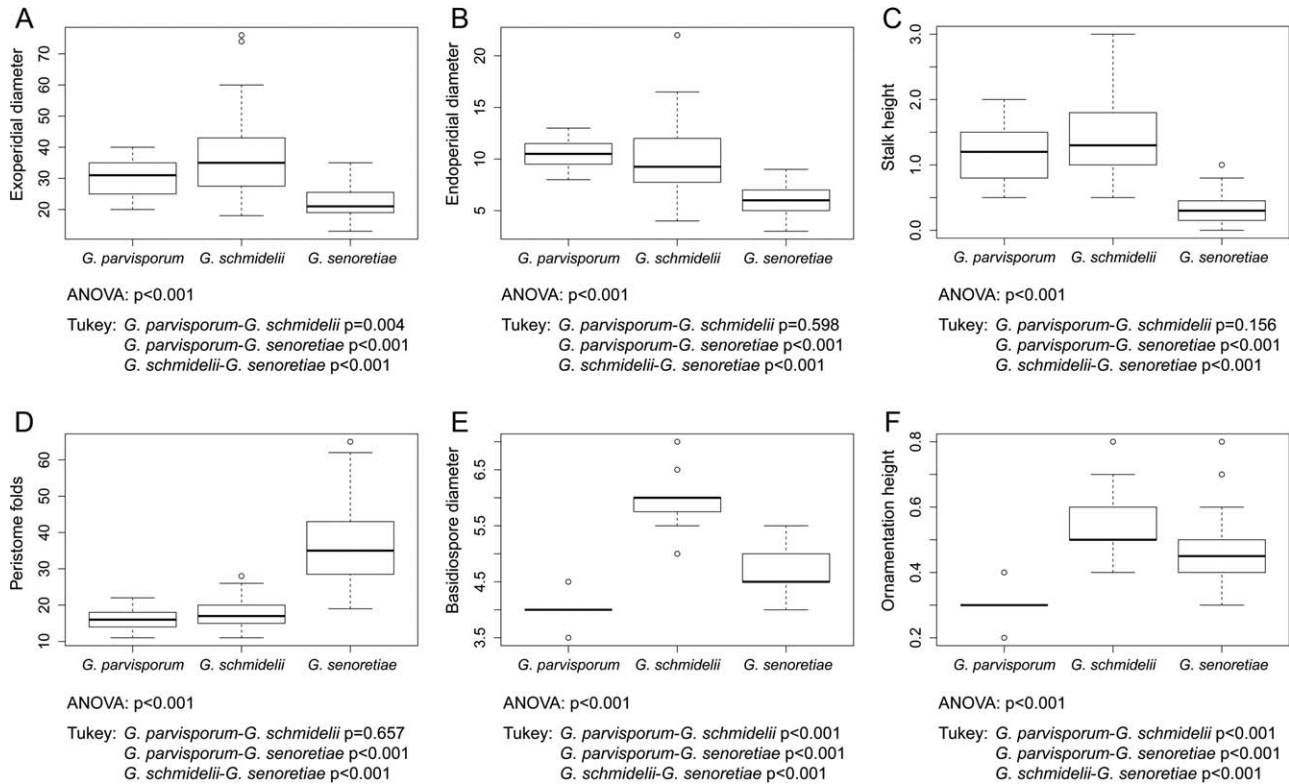 A
Exoperidial diameter
70
60
50
40
30
20
G. parvisporum G. schmidelii G. senoretiae
ANOVA: p<0.001
Tukey: G. parvisporum-G. schmidelii p=0.004
G. parvisporum-G. senoretiae p<0.001
G. schmidelii-G. senoretiae p<0.001
B
Endoperidial diameter
20
15
10
5
G. parvisporum G. schmidelii G. senoretiae
ANOVA: p<0.001
Tukey: G. parvisporum-G. schmidelii p=0.598
G. parvisporum-G. senoretiae p<0.001
G. schmidelii-G. senoretiae p<0.001
C
Stalk height
3.0
2.0
1.0
0.0
G. parvisporum G. schmidelii G. senoretiae
ANOVA: p<0.001
Tukey: G. parvisporum-G. schmidelii p=0.156
G. parvisporum-G. senoretiae p<0.001
G. schmidelii-G. senoretiae p<0.001
D
Peristome folds
60
50
40
30
20
10
G. parvisporum G. schmidelii G. senoretiae
ANOVA: p<0.001
Tukey: G. parvisporum-G. schmidelii p=0.657
G. parvisporum-G. senoretiae p<0.001
G. schmidelii-G. senoretiae p<0.001
E
Basidiospore diameter
6.5
5.5
4.5
3.5
G. parvisporum G. schmidelii G. senoretiae
ANOVA: p<0.001
Tukey: G. parvisporum-G. schmidelii p<0.001
G. parvisporum-G. senoretiae p<0.001
G. schmidelii-G. senoretiae p<0.001
F
Ornamentation height
0.8
0.6
0.4
0.2
G. parvisporum G. schmidelii G. senoretiae
ANOVA: p<0.001
Tukey: G. parvisporum-G. schmidelii p<0.001
G. parvisporum-G. senoretiae p<0.001
G. schmidelii-G. senoretiae p<0.001